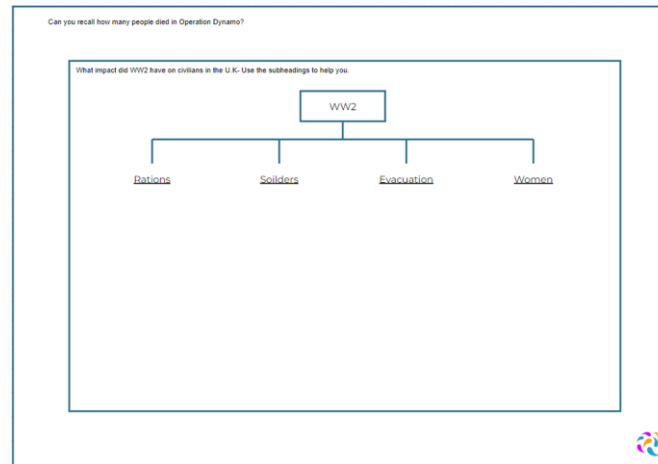 Can you recall how many people died in Operation Dynamo?
What impact did WW2 have on civilians in the U.K- Use the subheadings to help you.
WW2
Rations
Soilders
Evacuation
Women